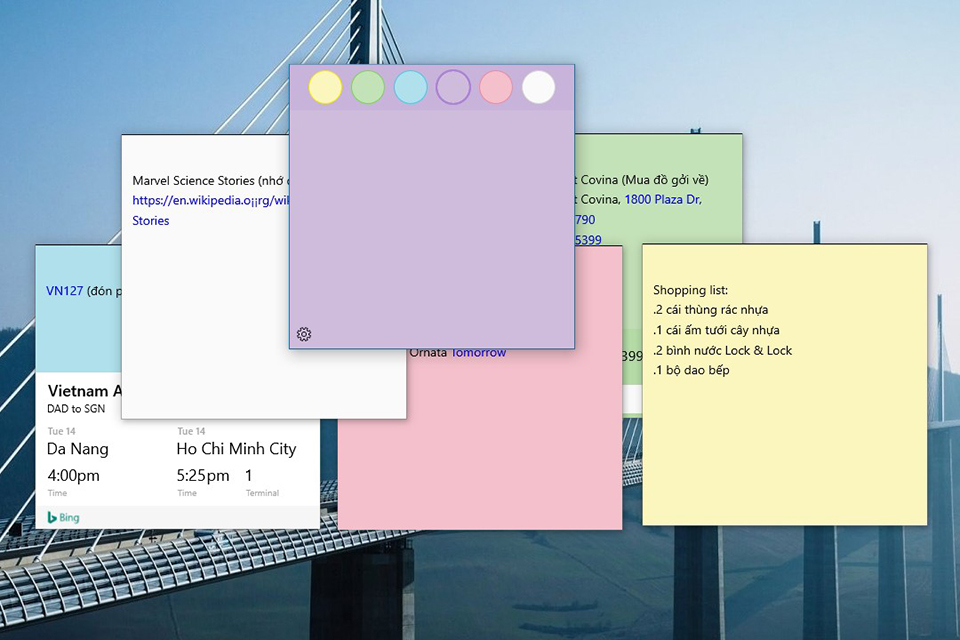 Marvel Science Stories (nhớ
https://en.wikipedia.o¡¡rg/wik
Stories
t Covina (Mua đồ gởi về)
t Covina, 1800 Plaza Dr,
790
5399
VN127 (đón
Vietnam A
DAD to SGN
Tue 14 Tue 14
Da Nang Ho Chi Minh City
4:00pm 5:25pm 1
Time Time Terminal
Bing
Ornata Tomorrow
399
Shopping list:
.2 cái thùng rác nhựa
.1 cái ấm tưới cây nhựa
.2 bình nước Lock & Lock
.1 bộ dao bếp